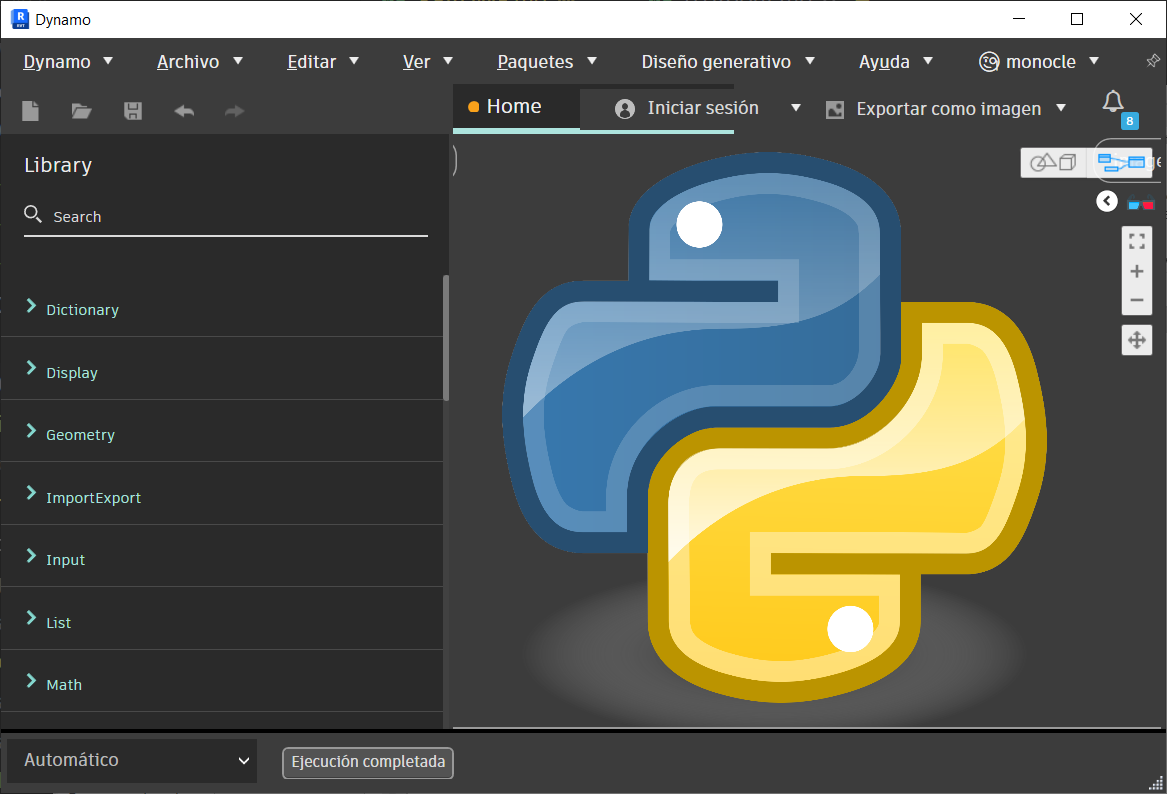 Dynamo
Dynamo Archivo Editar Ver Paquetes Diseño generativo Ayuda monocle
Home Iniciar sesión Exportar como imagen 8
Library
Search
Dictionary
Display
Geometry
ImportExport
Input
List
Math
Automático Ejecución completada